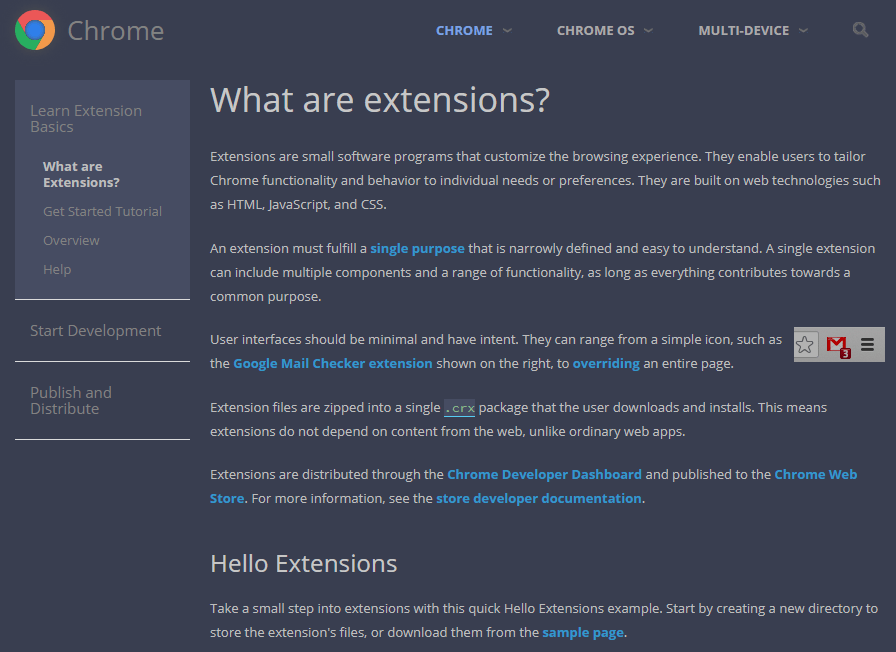 Chrome
CHROME
CHROME OS
MULTI-DEVICE
Learn Extension
Basics
What are
Extensions?
Get Started Tutorial
Overview
Help
Start Development
Publish and
Distribute
What are extensions?
Extensions are small software programs that customize the browsing experience. They enable users to tailor
Chrome functionality and behavior to individual needs or preferences. They are built on web technologies such
as HTML, JavaScript, and CSS.
An extension must fulfill a single purpose that is narrowly defined and easy to understand. A single extension
can include multiple components and a range of functionality, as long as everything contributes towards a
common purpose.
User interfaces should be minimal and have intent. They can range from a simple icon, such as
the Google Mail Checker extension shown on the right, to overriding an entire page.
3
Extension files are zipped into a single .crx package that the user downloads and installs. This means
extensions do not depend on content from the web, unlike ordinary web apps.
Extensions are distributed through the Chrome Developer Dashboard and published to the Chrome Web
Store. For more information, see the store developer documentation.
Hello Extensions
Take a small step into extensions with this quick Hello Extensions example. Start by creating a new directory to
store the extension's files, or download them from the sample page.